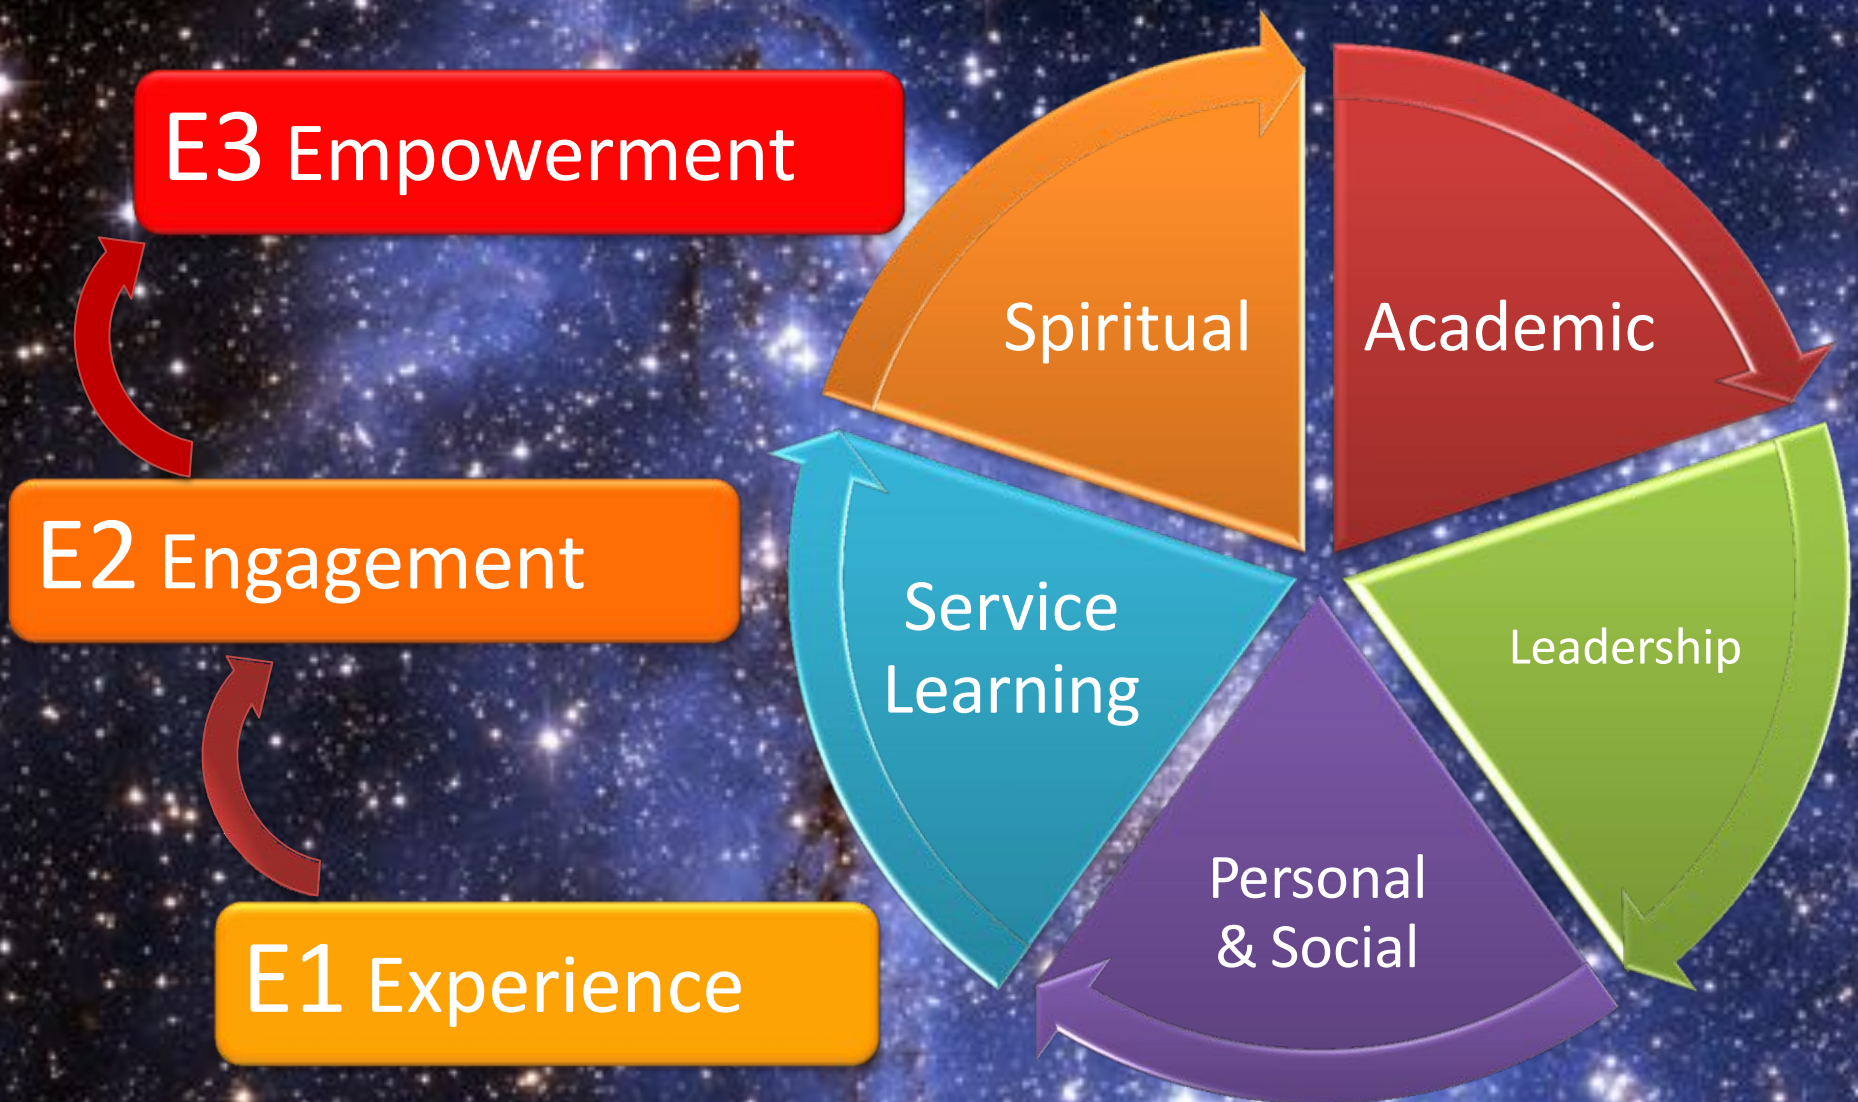 E3 Empowerment
E2 Engagement
E1 Experience
Spiritual
Academic
Service
Learning
Leadership
Personal
& Social